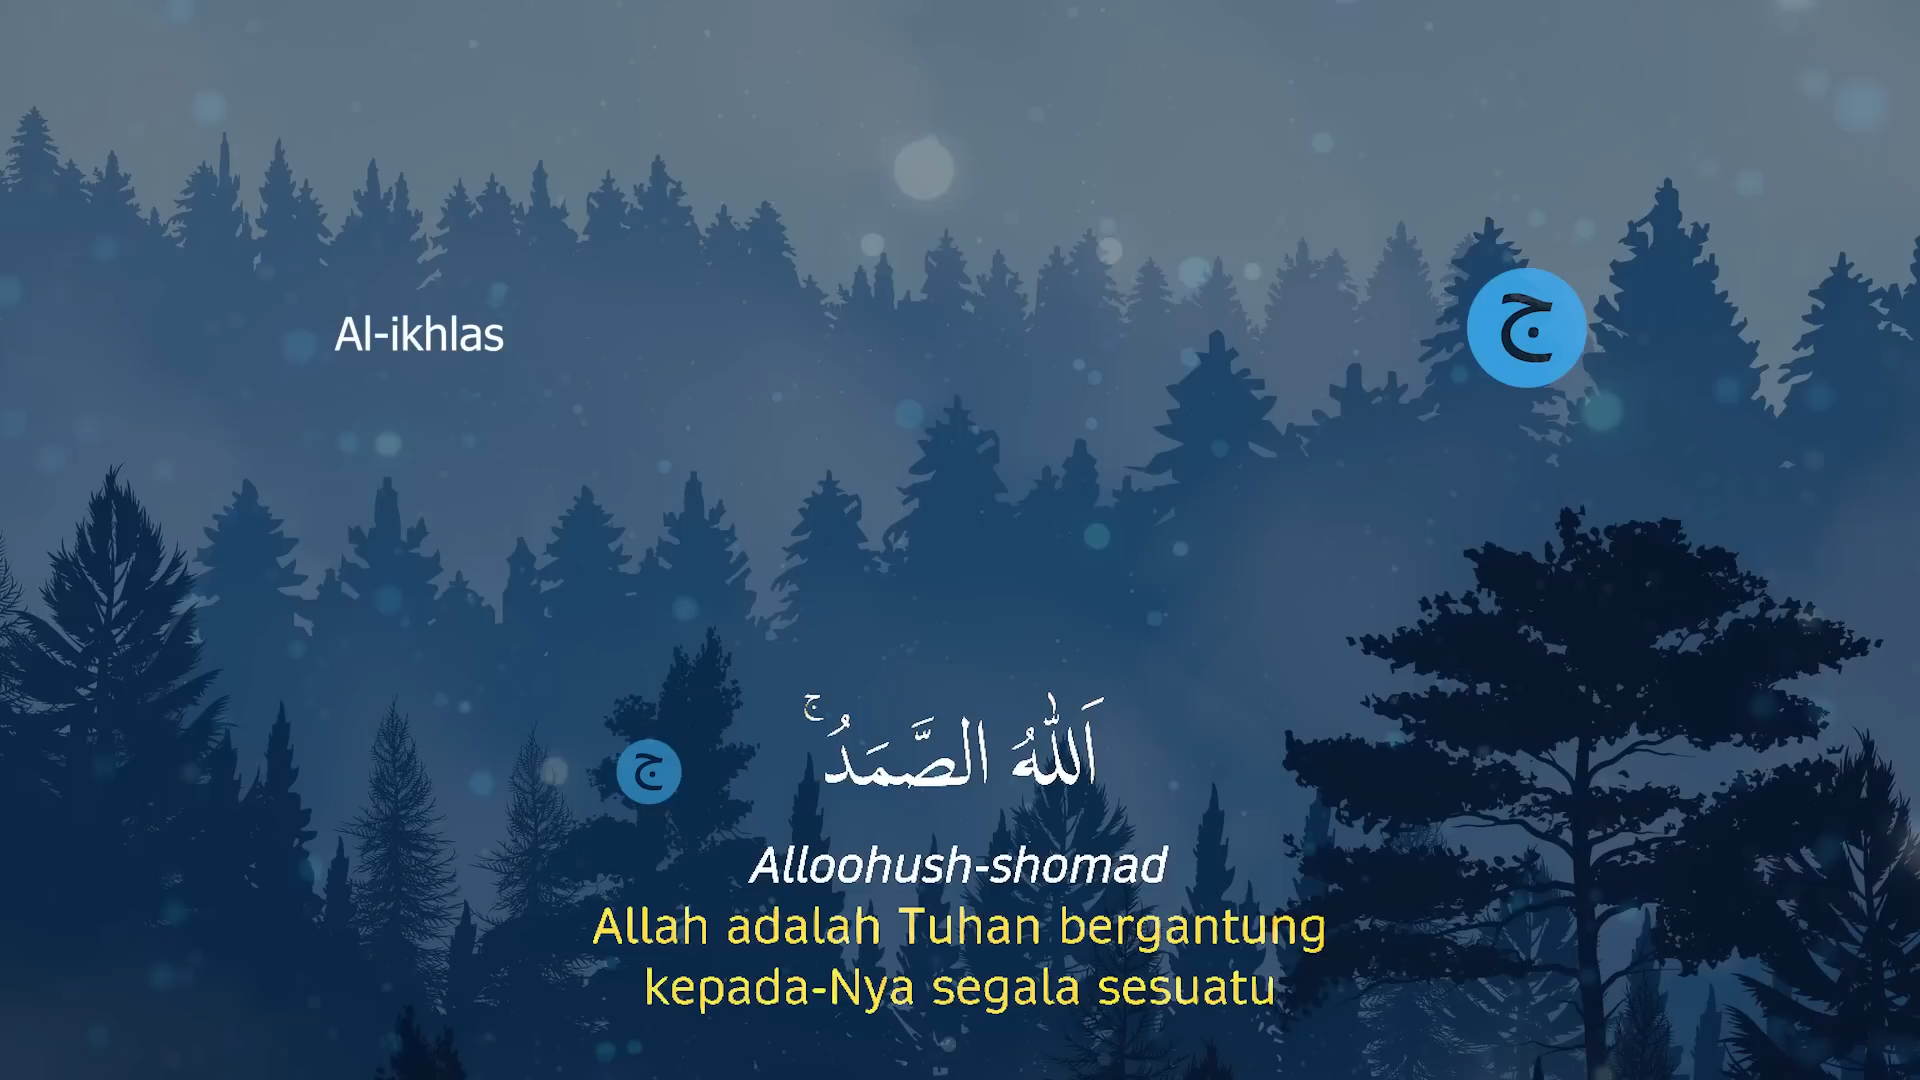 Al-ikhlas
ج
اَللّٰهُ الصَّمَدُ ۚ
ج
Alloohush-shomad
Allah adalah Tuhan bergantung
kepada-Nya segala sesuatu